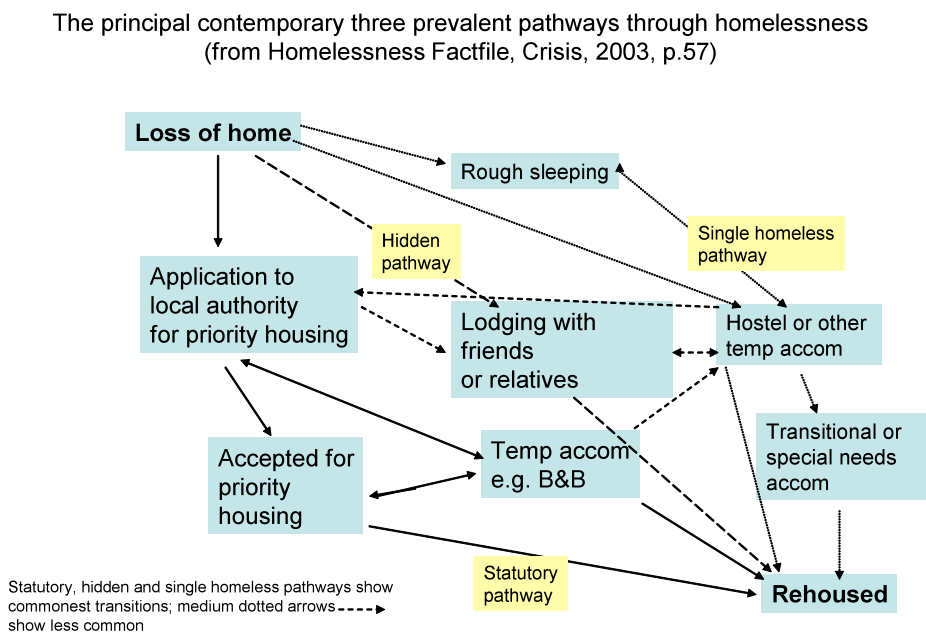 The principal contemporary three prevalent pathways through homelessness
(from Homelessness Factfile, Crisis, 2003, p.57)
Loss of home
Rough sleeping
Single homeless
pathway
Hidden
pathway
Application to
local authority
for priority housing
Lodging with
friends
or relatives
Hostel or other
temp accom
Transitional or
special needs
accom
Temp accom
e.g. B&B
Accepted for
priority
housing
Statutory
pathway
Rehoused
Statutory, hidden and single homeless pathways show
commonest transitions; medium dotted arrows
show less common